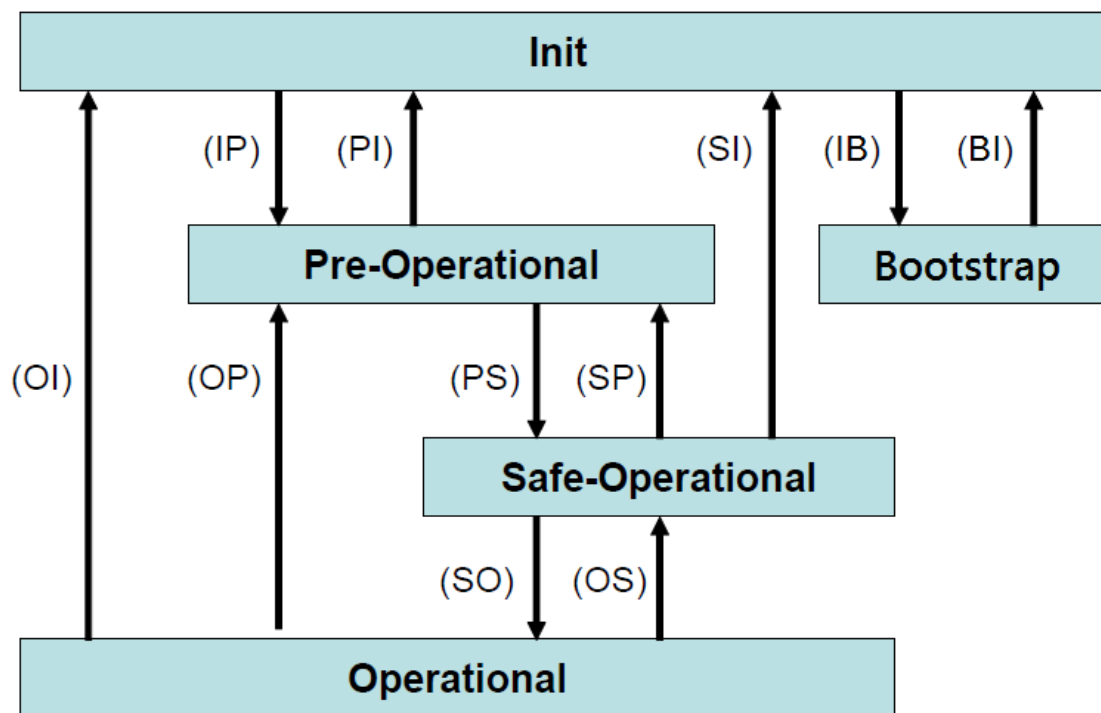 Init
(IP)
(PI)
(SI)
(IB)
(BI)
Pre-Operational
Bootstrap
(OI)
(OP)
(PS)
(SP)
Safe-Operational
(SO)
(OS)
Operational